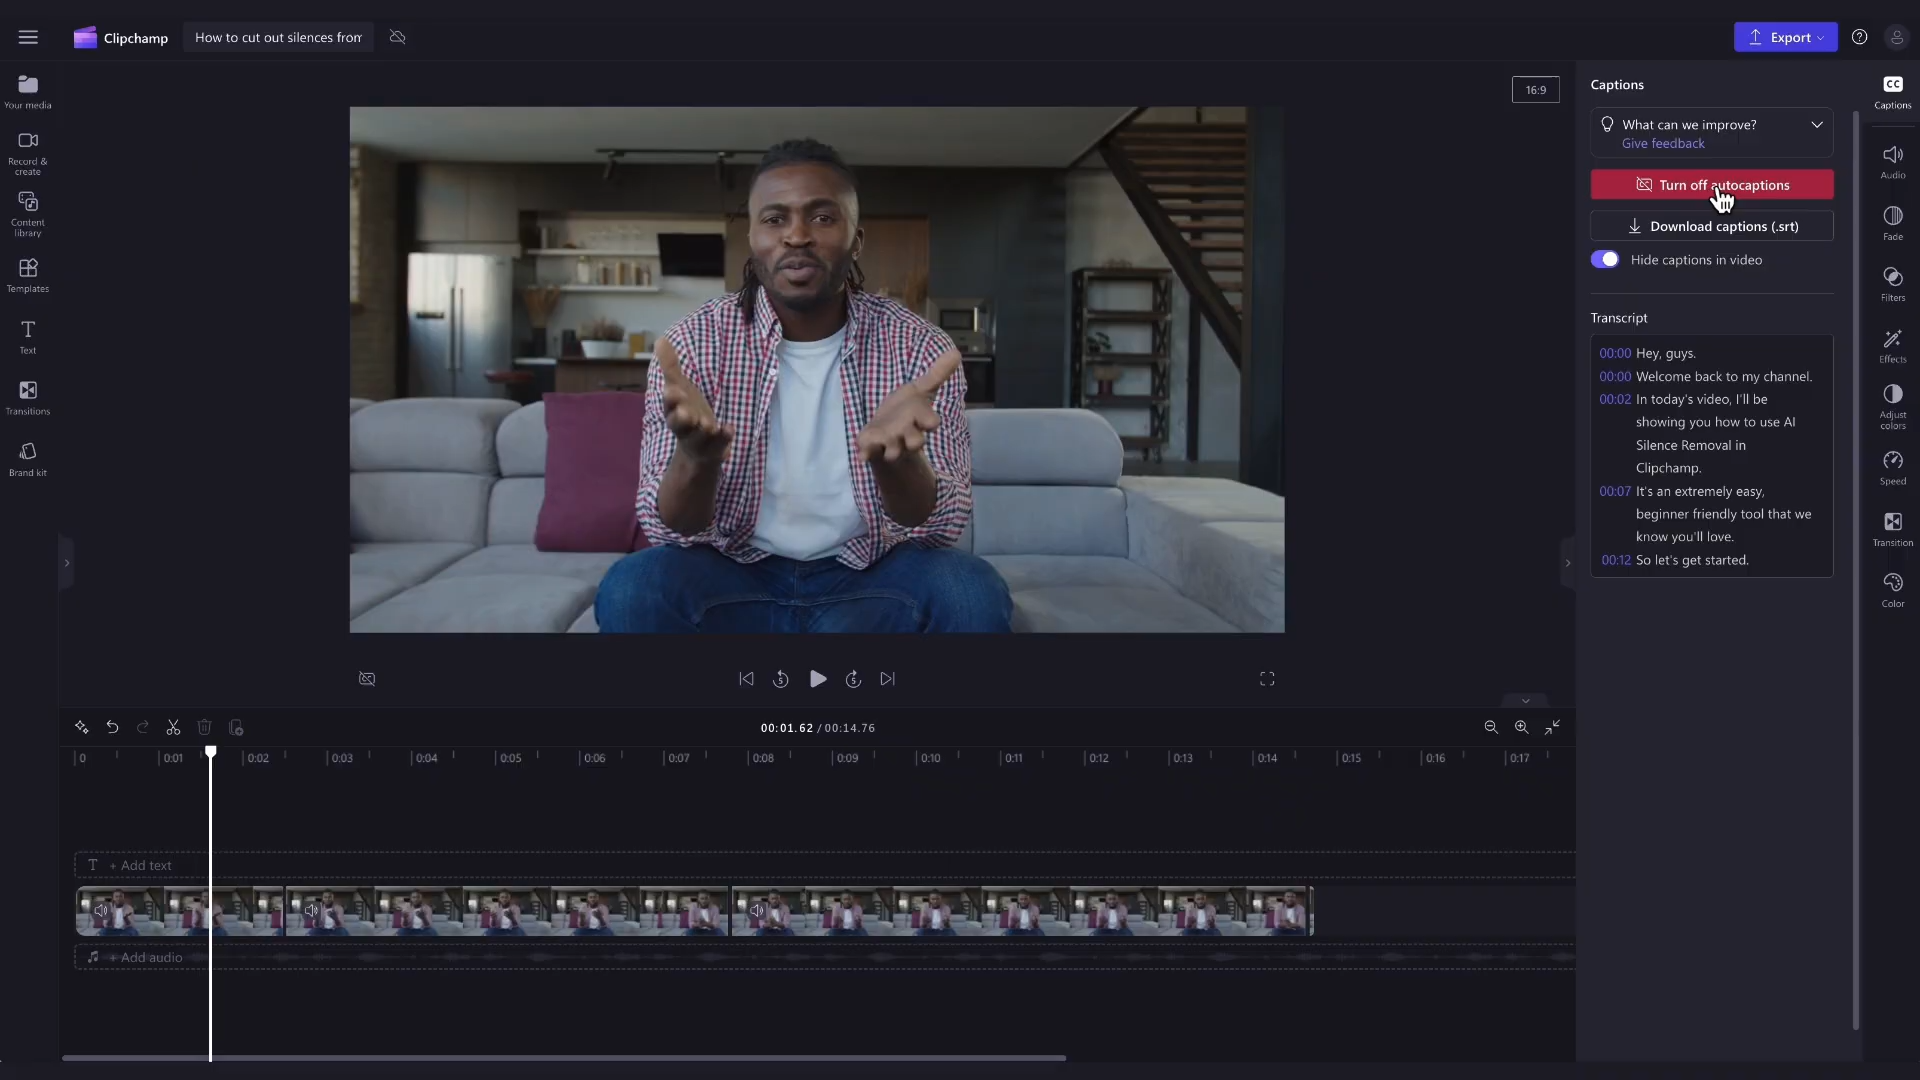 Clipchamp
How to cut out silences from
Export
16:9
Your media
Record &
create
Content
library
Templates
Text
Transitions
Brand kit
Captions
What can we improve?
Give feedback
Turn off autocaptions
Download captions (.srt)
Hide captions in video
Transcript
00:00 Hey, guys.
00:00 Welcome back to my channel.
00:02 In today's video, I'll be
showing you how to use AI
Silence Removal in
Clipchamp.
00:07 It's an extremely easy,
beginner friendly tool that we
know you'll love.
00:12 So let's get started.
CC
Captions
Audio
Fade
Filters
Effects
Adjust
colors
Speed
Transition
Color
5
5
00:01.62 / 00:14.76
0 0:01 0:02 0:03 0:04 0:05 0:06 0:07 0:08 0:09 0:10 0:11 0:12 0:13 0:14 0:15 0:16 0:17
T + Add text
+ Add audio